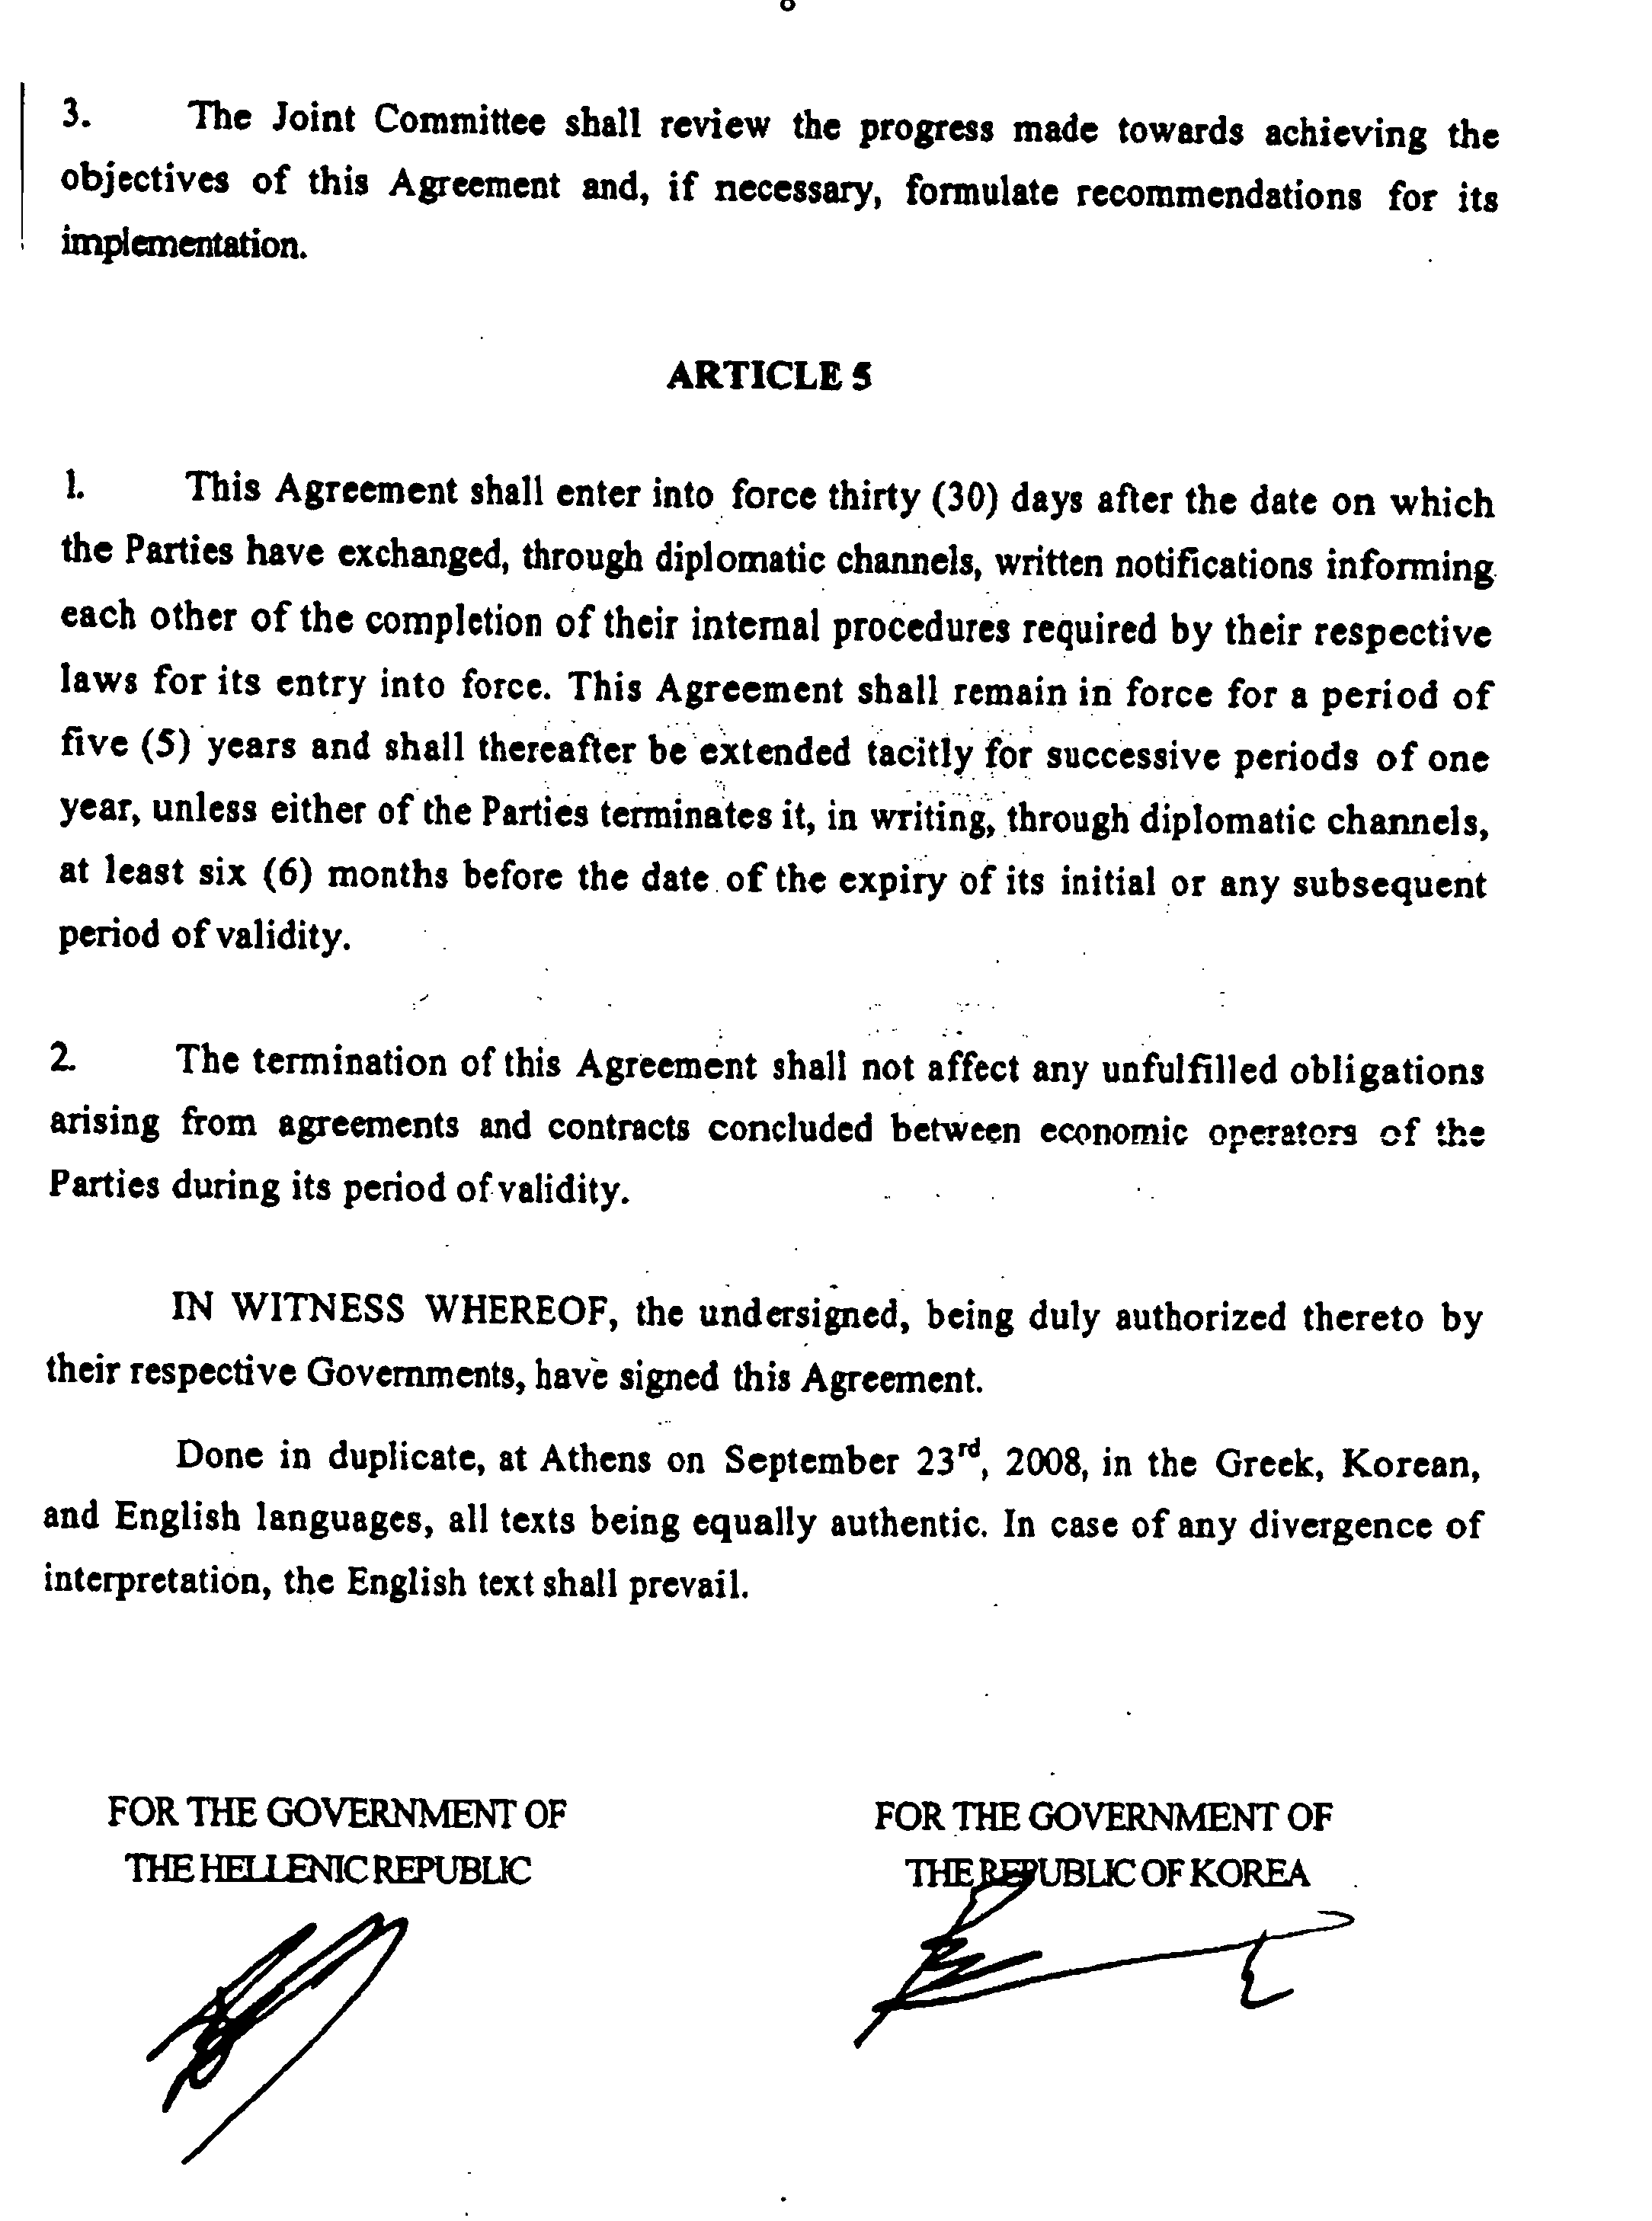 3. The Joint Committee shall review the progress made towards achieving the
objectives of this Agreement and, if necessary, formulate recommendations for its
implementation.
ARTICLE 5
1. This Agreement shall enter into force thirty (30) days after the date on which
the Parties have exchanged, through diplomatic channels, written notifications informing
each other of the completion of their internal procedures required by their respective
laws for its entry into force. This Agreement shall remain in force for a period of
five (5) years and shall thereafter be extended tacitly for successive periods of one
year, unless either of the Parties terminates it, in writing, through diplomatic channels,
at least six (6) months before the date of the expiry of its initial or any subsequent
period of validity.
2. The termination of this Agreement shall not affect any unfulfilled obligations
arising from agreements and contracts concluded between economic operators of the
Parties during its period of validity.
IN WITNESS WHEREOF, the undersigned, being duly authorized thereto by
their respective Governments, have signed this Agreement.
Done in duplicate, at Athens on September 23rd, 2008, in the Greek, Korean,
and English languages, all texts being equally authentic. In case of any divergence of
interpretation, the English text shall prevail.
FOR THE GOVERNMENT OF
THE HELLENIC REPUBLIC
FOR THE GOVERNMENT OF
THE REPUBLIC OF KOREA